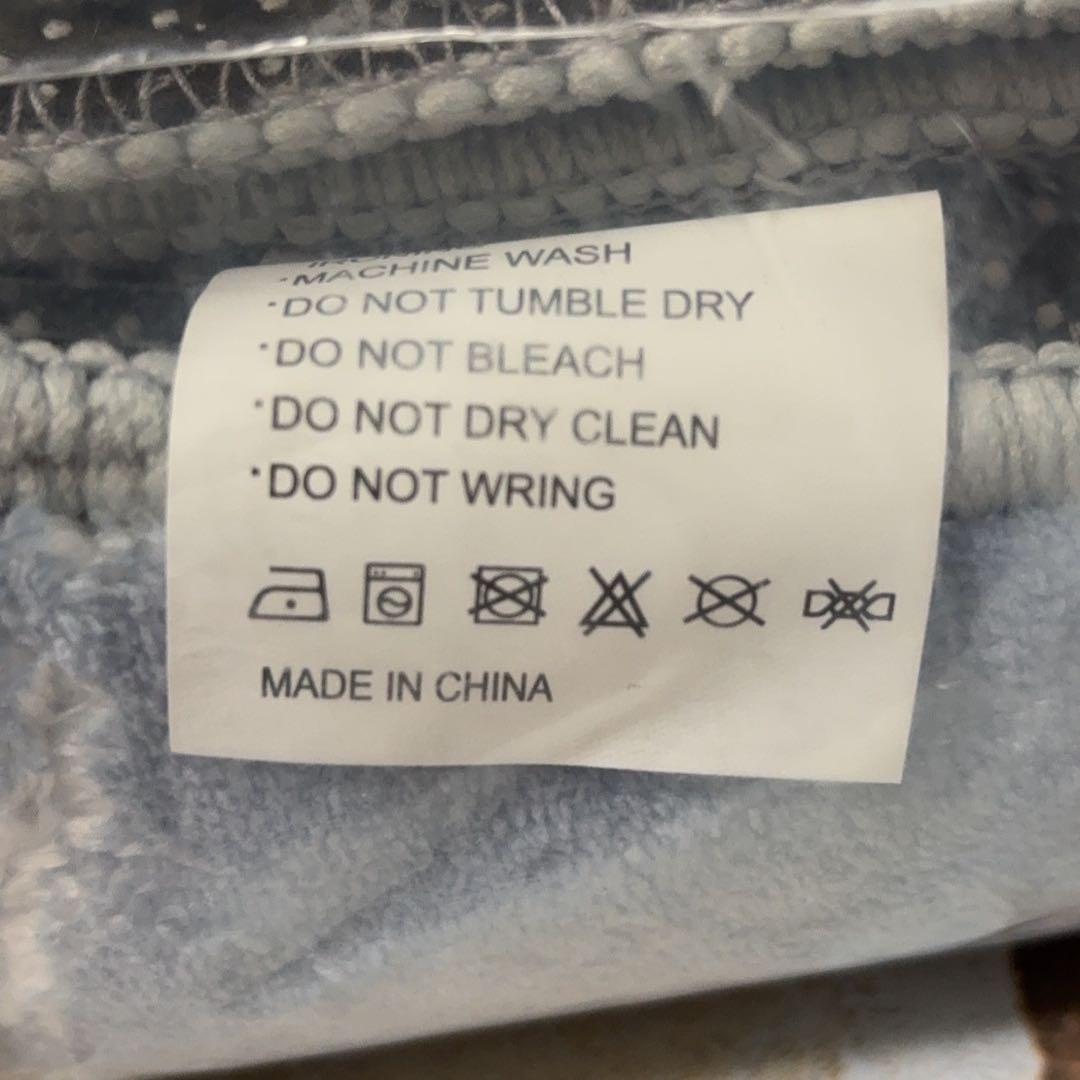 ·MACHINE WASH
·DO NOT TUMBLE DRY
·DO NOT BLEACH
·DO NOT DRY CLEAN
·DO NOT WRING
MADE IN CHINA